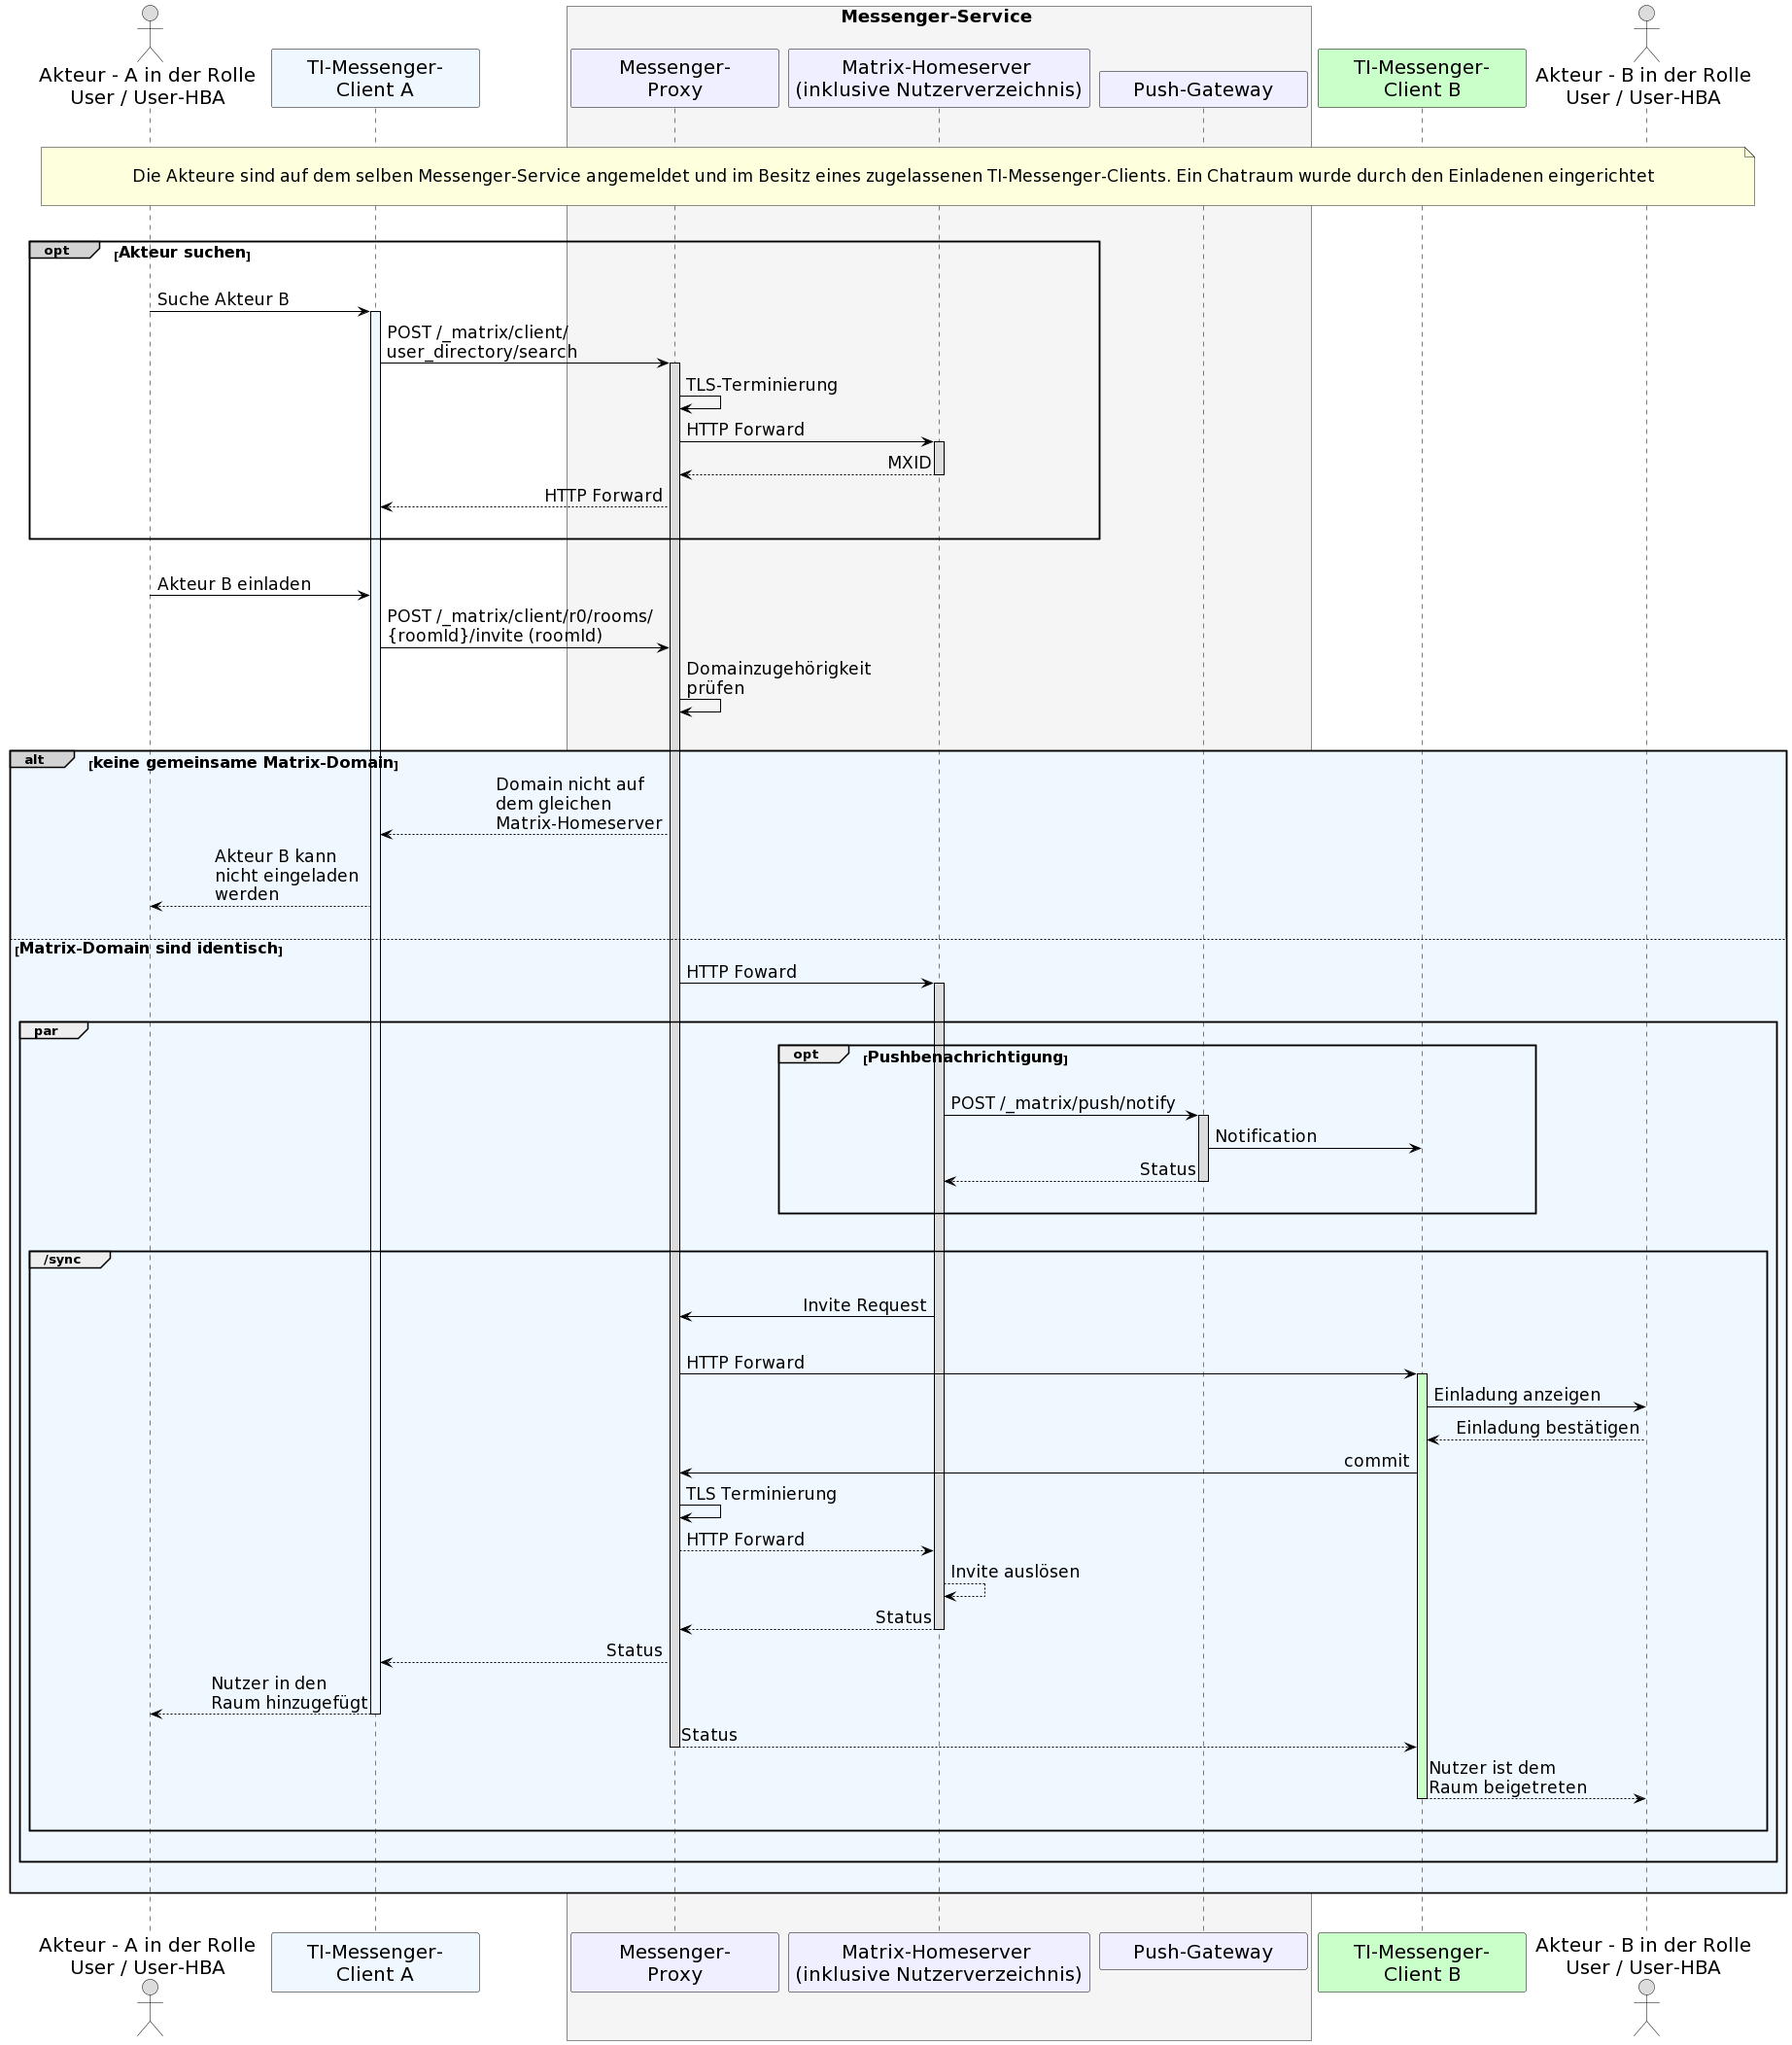 Messenger-Service
Akteur - A in der Rolle
User / User-HBA
TI-Messenger-
Client A
Messenger-
Proxy
Matrix-Homeserver
(inklusive Nutzerverzeichnis)
Push-Gateway
TI-Messenger-
Client B
Akteur - B in der Rolle
User / User-HBA
Die Akteure sind auf dem selben Messenger-Service angemeldet und im Besitz eines zugelassenen TI-Messenger-Clients. Ein Chatraum wurde durch den Einladenen eingerichtet
opt [Akteur suchen]
Suche Akteur B
POST /_matrix/client/
user_directory/search
TLS-Terminierung
HTTP Forward
MXID
HTTP Forward
Akteur B einladen
POST /_matrix/client/r0/rooms/
{roomId}/invite (roomId)
Domainzugehörigkeit
prüfen
alt [keine gemeinsame Matrix-Domain]
Domain nicht auf
dem gleichen
Matrix-Homeserver
Akteur B kann
nicht eingeladen
werden
[Matrix-Domain sind identisch]
HTTP Foward
par
opt [Pushbenachrichtigung]
POST /_matrix/push/notify
Notification
Status
/sync
Invite Request
HTTP Forward
Einladung anzeigen
Einladung bestätigen
commit
TLS Terminierung
HTTP Forward
Invite auslösen
Status
Status
Nutzer in den
Raum hinzugefügt
Status
Nutzer ist dem
Raum beigetreten
Akteur - A in der Rolle
User / User-HBA
TI-Messenger-
Client A
Messenger-
Proxy
Matrix-Homeserver
(inklusive Nutzerverzeichnis)
Push-Gateway
TI-Messenger-
Client B
Akteur - B in der Rolle
User / User-HBA